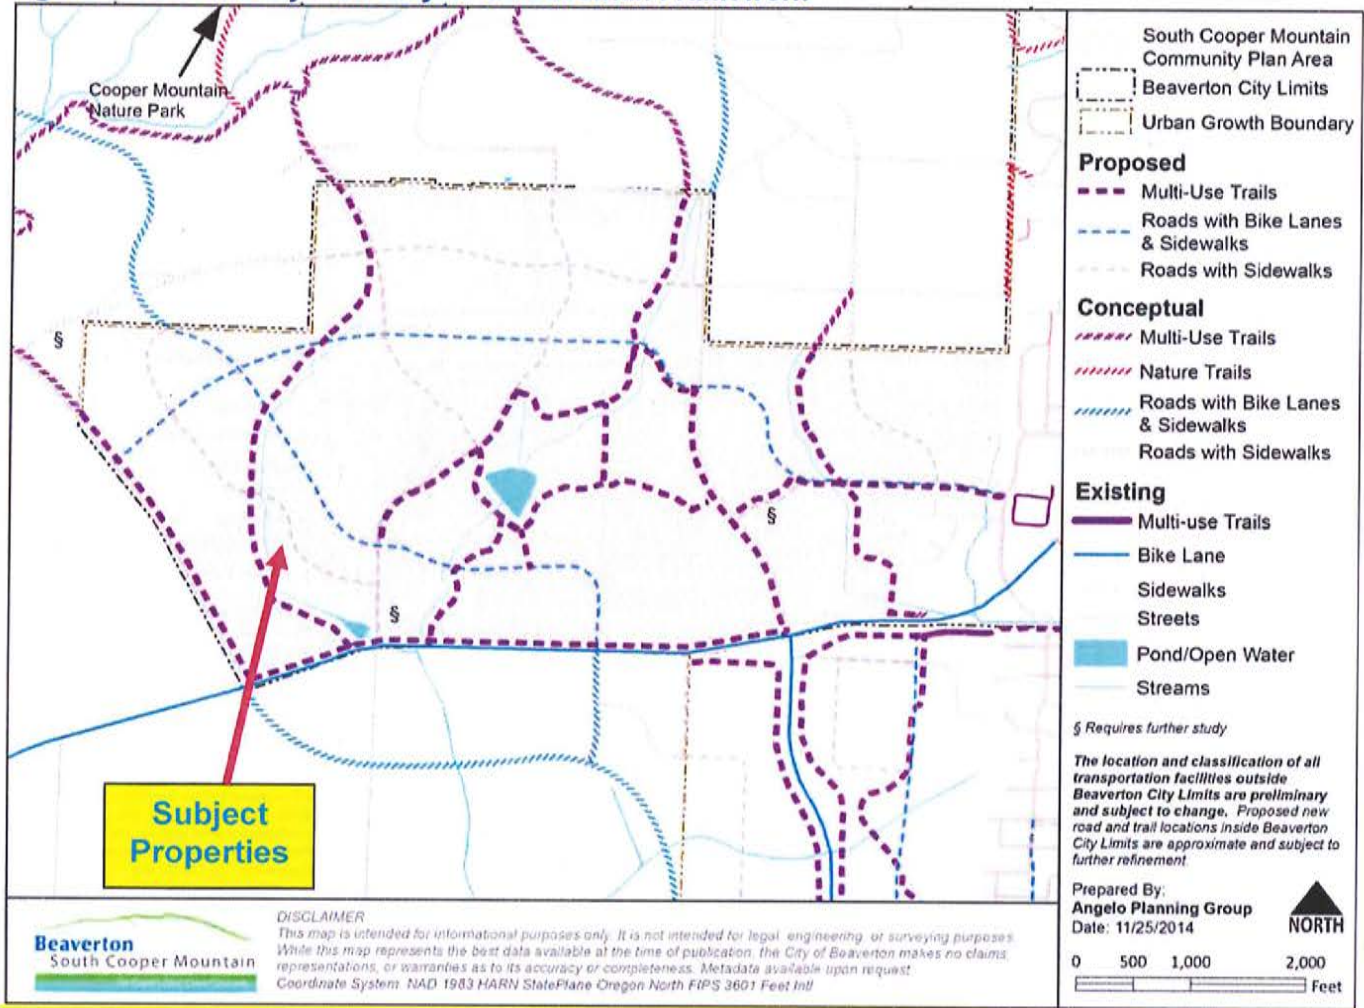 Cooper Mountain
Nature Park
§
§
§
Subject
Properties
South Cooper Mountain
Community Plan Area
Beaverton City Limits
Urban Growth Boundary
Proposed
Multi-Use Trails
Roads with Bike Lanes
& Sidewalks
Roads with Sidewalks
Conceptual
Multi-Use Trails
Nature Trails
Roads with Bike Lanes
& Sidewalks
Roads with Sidewalks
Existing
Multi-use Trails
Bike Lane
Sidewalks
Streets
Pond/Open Water
Streams
§ Requires further study
The location and classification of all
transportation facilities outside
Beaverton City Limits are preliminary
and subject to change. Proposed new
road and trail locations inside Beaverton
City Limits are approximate and subject to
further refinement.
Prepared By:
Angelo Planning Group
Date: 11/25/2014
NORTH
0 500 1,000 2,000
Feet
Beaverton
South Cooper Mountain
DISCLAIMER
This map is intended for informational purposes only. It is not intended for legal, engineering, or surveying purposes.
While this map represents the best data available at the time of publication, the City of Beaverton makes no claims,
representations, or warranties as to its accuracy or completeness. Metadata available upon request.
Coordinate System: NAD 1983 HARN StatePlane Oregon North FIPS 3601 Feet Intl